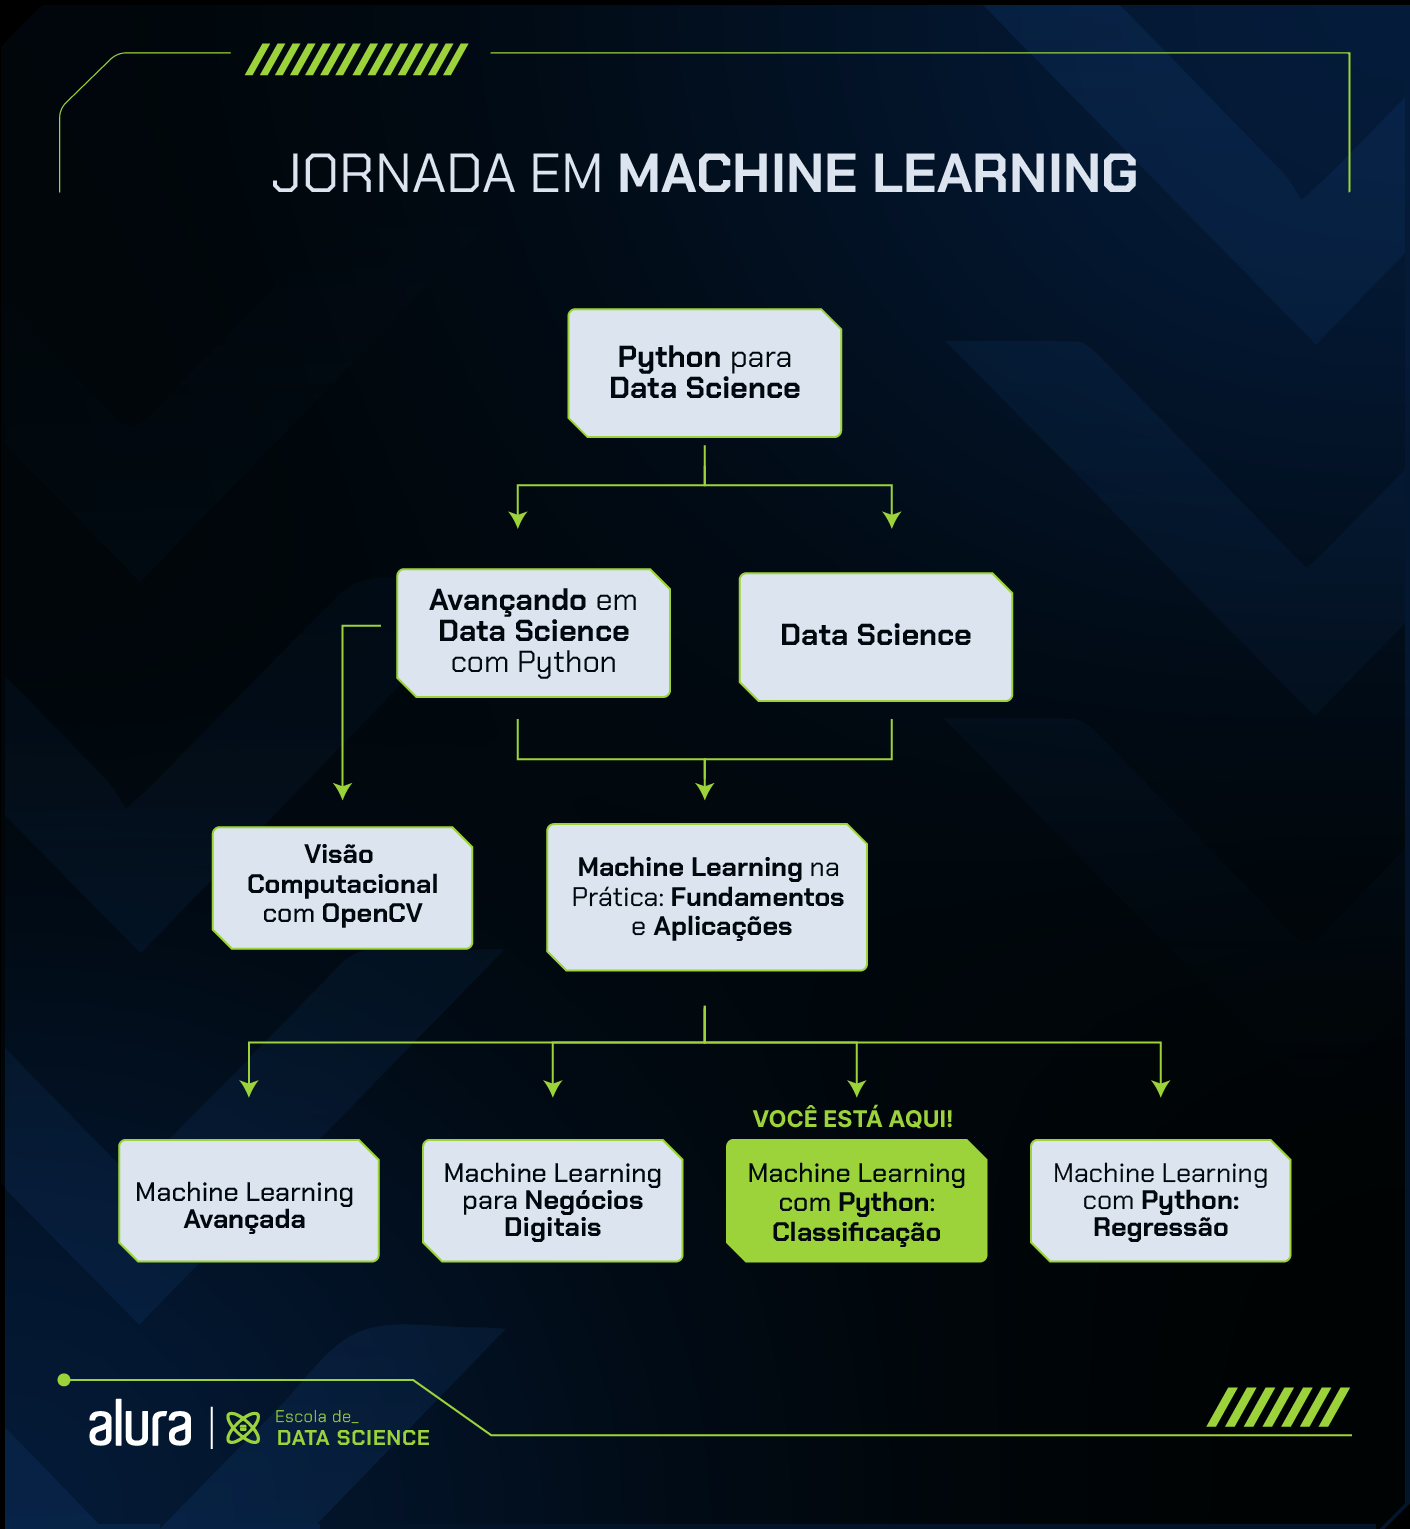 JORNADA EM MACHINE LEARNING
Python para
Data Science
Avançando em
Data Science
com Python
Data Science
Visão
Computacional
com OpenCV
Machine Learning na
Prática: Fundamentos
e Aplicações
Machine Learning
Avançada
Machine Learning
para Negócios
Digitais
VOCÊ ESTÁ AQUI!
Machine Learning
com Python:
Classificação
Machine Learning
com Python:
Regressão
alura
Escola de_
DATA SCIENCE